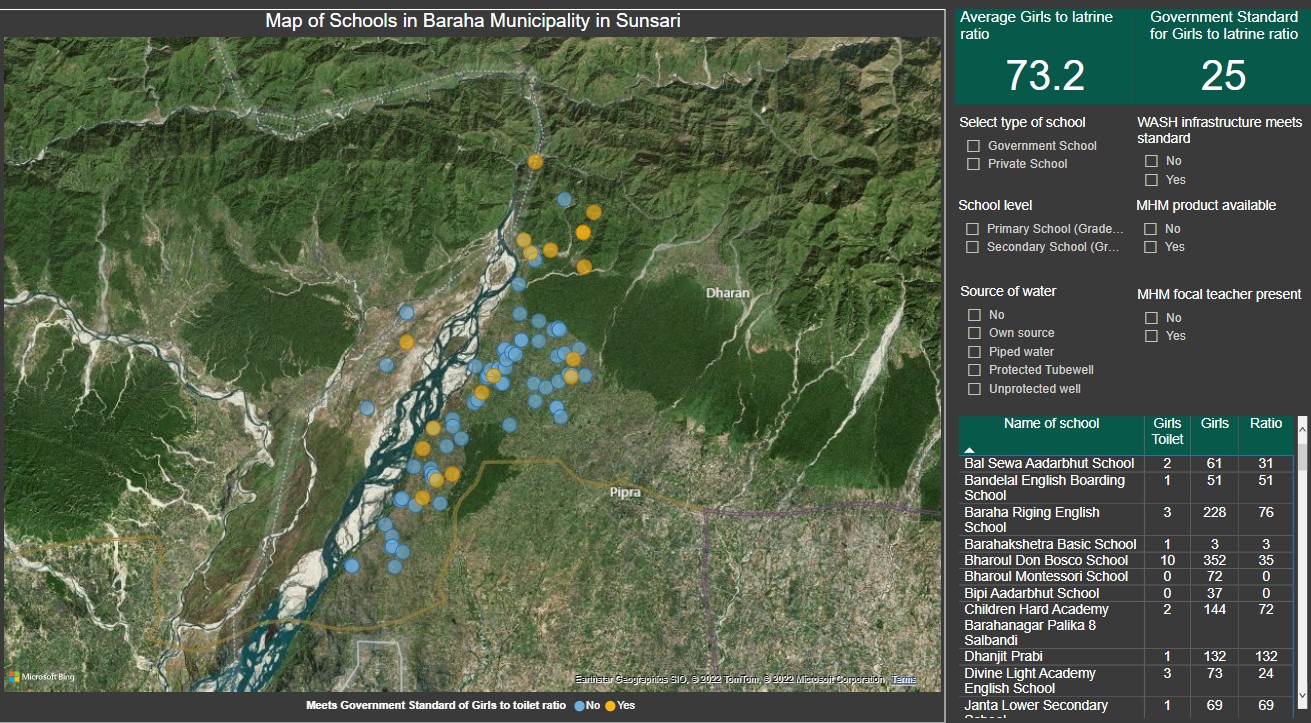 Map of Schools in Baraha Municipality in Sunsari
Dharan
Pipra
Microsoft Bing
Earthstar Geographics SIO, © 2022 TomTom, © 2022 Microsoft Corporation Terms
Meets Government Standard of Girls to toilet ratio No Yes
Average Girls to latrine
ratio
73.2
Government Standard
for Girls to latrine ratio
25
Select type of school
Government School
Private School
WASH infrastructure meets
standard
No
Yes
School level
Primary School (Grade...
Secondary School (Gr...
MHM product available
No
Yes
Source of water
No
Own source
Piped water
Protected Tubewell
Unprotected well
MHM focal teacher present
No
Yes
Name of school Girls Girls Ratio
Toilet
Bal Sewa Aadarbhut School 2 61 31
Bandelal English Boarding 1 51 51
School
Baraha Riging English 3 228 76
School
Barahakshetra Basic School 1 3 3
Bharoul Don Bosco School 10 352 35
Bharoul Montessori School 0 72 0
Bipi Aadarbhut School 0 37 0
Children Hard Academy 2 144 72
Barahanagar Palika 8
Salbandi
Dhanjit Prabi 1 132 132
Divine Light Academy 3 73 24
English School
Janta Lower Secondary 1 69 69
School